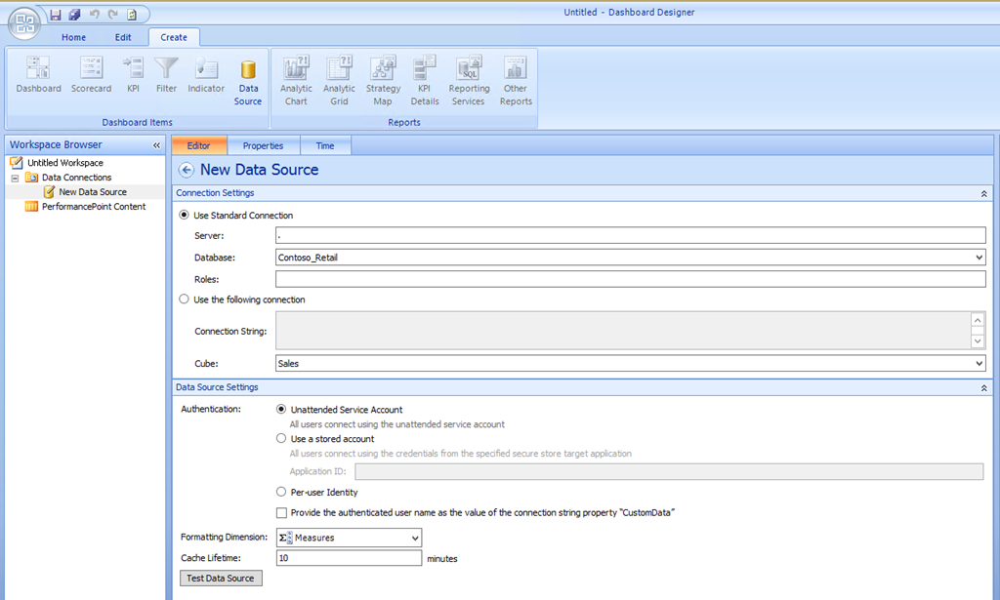 Untitled - Dashboard Designer
Home Edit Create
Dashboard Scorecard KPI Filter Indicator Data Source
Analytic Chart Analytic Grid Strategy Map KPI Details Reporting Services Other Reports
SQL
Dashboard Items Reports
Workspace Browser «
Untitled Workspace
Data Connections
New Data Source
PerformancePoint Content
Editor Properties Time
New Data Source
Connection Settings
Use Standard Connection
Server: .
Database: Contoso_Retail
Roles:
Use the following connection
Connection String:
Cube: Sales
Data Source Settings
Authentication: Unattended Service Account
All users connect using the unattended service account
Use a stored account
All users connect using the credentials from the specified secure store target application
Application ID:
Per-user Identity
Provide the authenticated user name as the value of the connection string property “CustomData”
Formatting Dimension: Σ Measures
Cache Lifetime: 10 minutes
Test Data Source